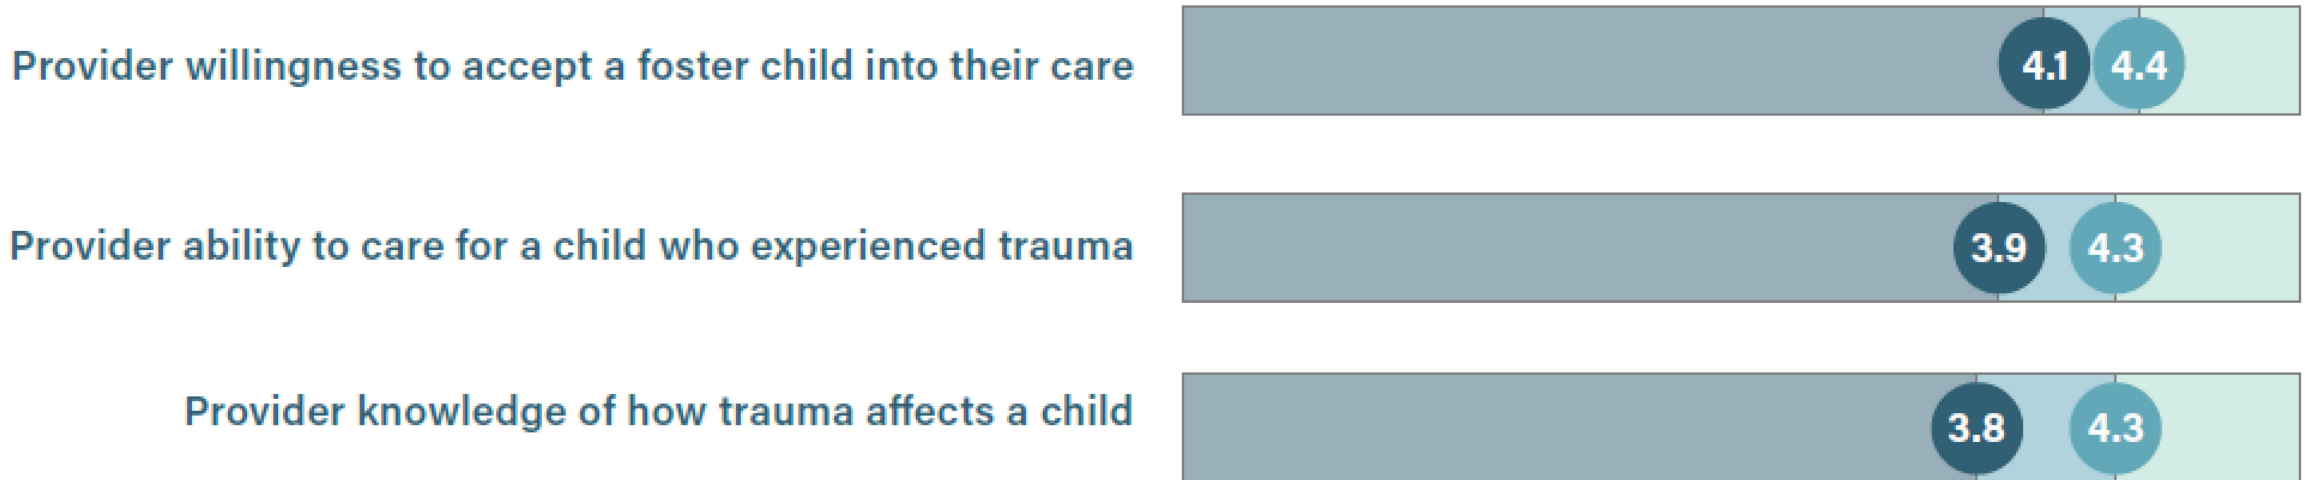 Provider willingness to accept a foster child into their care 4.1 4.4
Provider ability to care for a child who experienced trauma 3.9 4.3
Provider knowledge of how trauma affects a child 3.8 4.3